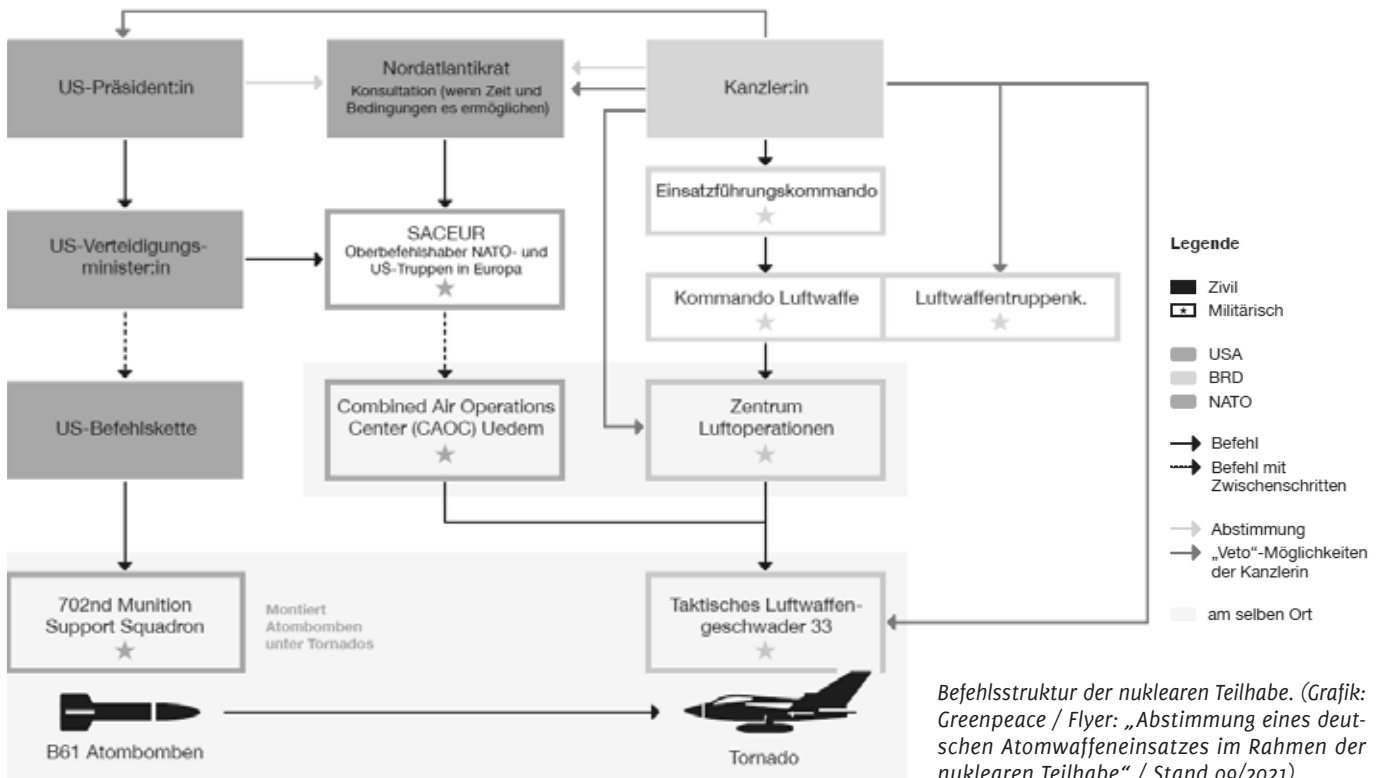 US-Präsident:in
Nordatlantikrat
Konsultation (wenn Zeit und
Bedingungen es ermöglichen)
Kanzler:in
Einsatzführungskommando
US-Verteidigungs-
minister:in
SACEUR
Oberbefehlshaber NATO- und
US-Truppen in Europa
Kommando Luftwaffe
Luftwaffentruppenk.
US-Befehlskette
Combined Air Operations
Center (CAOC) Uedem
Zentrum
Luftoperationen
702nd Munition
Support Squadron
Montiert
Atombomben
unter Tornados
Taktisches Luftwaffen-
geschwader 33
B61 Atombomben
Tornado
Legende
Zivil
Militärisch
USA
BRD
NATO
Befehl
Befehl mit
Zwischenschritten
Abstimmung
„Veto“-Möglichkeiten
der Kanzlerin
am selben Ort
Befehlsstruktur der nuklearen Teilhabe. (Grafik:
Greenpeace / Flyer: „Abstimmung eines deut-
schen Atomwaffeneinsatzes im Rahmen der
nuklearen Teilhabe“ / Stand 09/2021)